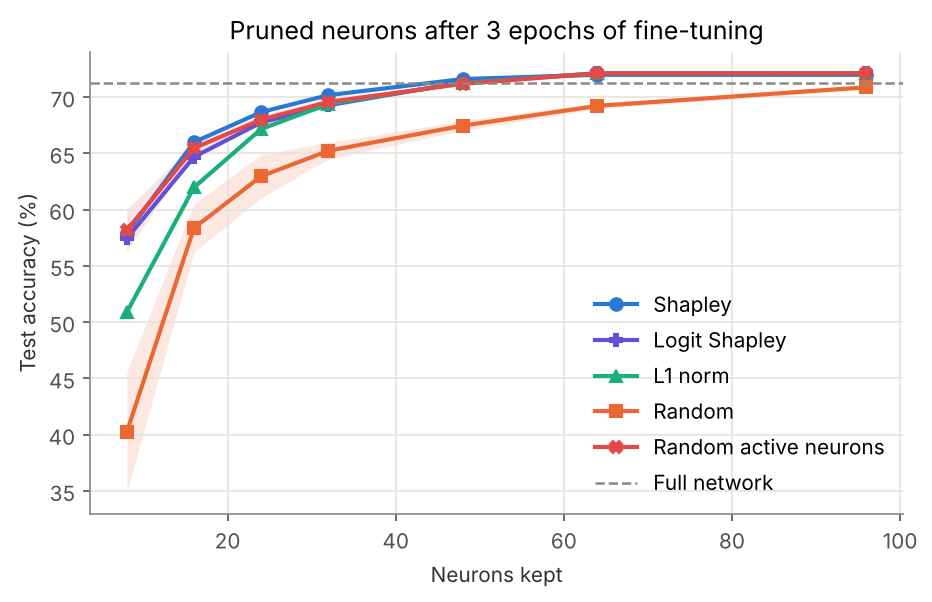 Pruned neurons after 3 epochs of fine-tuning
Test accuracy (%)
70
65
60
55
50
45
40
35
Shapley
Logit Shapley
L1 norm
Random
Random active neurons
Full network
20
40
60
80
100
Neurons kept